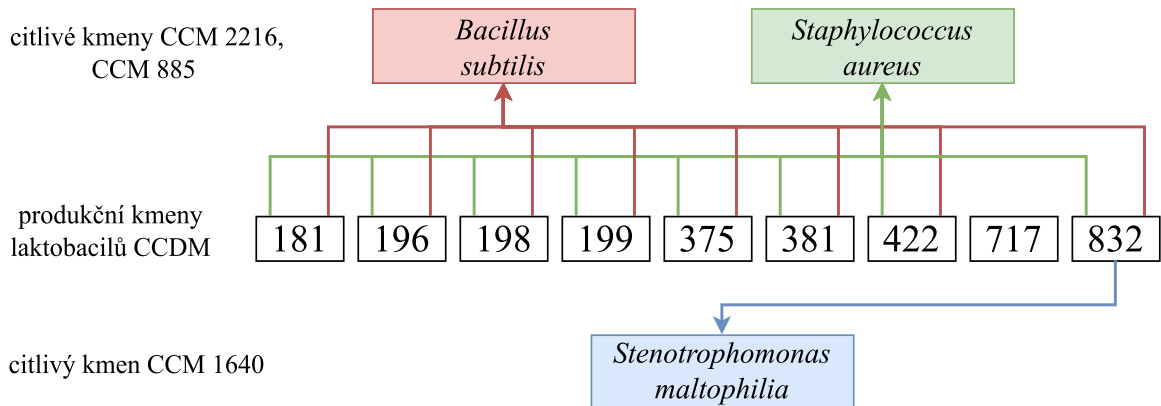 citlivé kmeny CCM 2216,
CCM 885
Bacillus
subtilis
Staphylococcus
aureus
produkční kmeny
laktobacilů CCDM
181 196 198 199 375 381 422 717 832
citlivý kmen CCM 1640
Stenotrophomonas
maltophilia